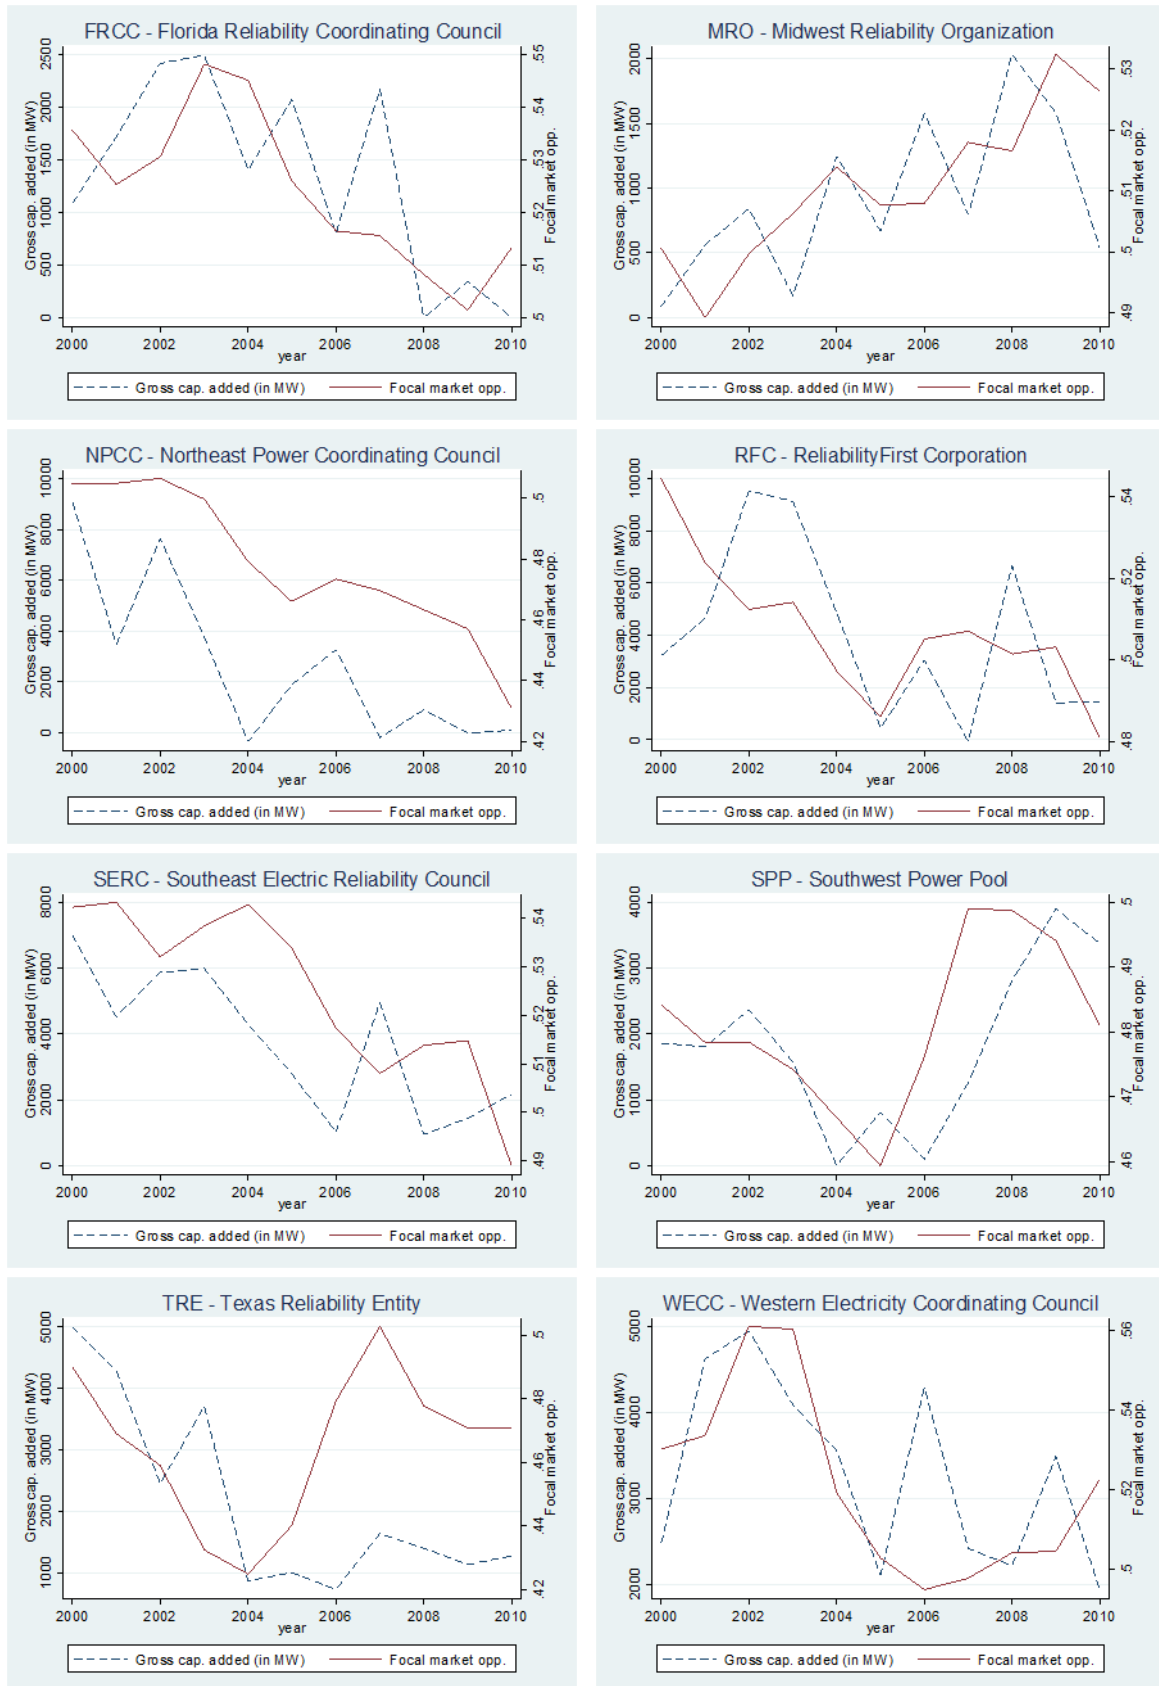 FRCC - Florida Reliability Coordinating Council
Gross cap. added (in MW)
0 500 1000 1500 2000 2500
.5 .51 .52 .53 .54 .55
Focal market opp.
2000 2002 2004 2006 2008 2010
year
Gross cap. added (in MW) Focal market opp.
MRO - Midwest Reliability Organization
Gross cap. added (in MW)
0 500 1000 1500 2000
.49 .5 .51 .52 .53
Focal market opp.
2000 2002 2004 2006 2008 2010
year
Gross cap. added (in MW) Focal market opp.
NPCC - Northeast Power Coordinating Council
Gross cap. added (in MW)
0 2000 4000 6000 8000 10000
.42 .44 .46 .48 .5
Focal market opp.
2000 2002 2004 2006 2008 2010
year
Gross cap. added (in MW) Focal market opp.
RFC - ReliabilityFirst Corporation
Gross cap. added (in MW)
0 2000 4000 6000 8000 10000
.48 .5 .52 .54
Focal market opp.
2000 2002 2004 2006 2008 2010
year
Gross cap. added (in MW) Focal market opp.
SERC - Southeast Electric Reliability Council
Gross cap. added (in MW)
0 2000 4000 6000 8000
.49 .5 .51 .52 .53 .54
Focal market opp.
2000 2002 2004 2006 2008 2010
year
Gross cap. added (in MW) Focal market opp.
SPP - Southwest Power Pool
Gross cap. added (in MW)
0 1000 2000 3000 4000
.46 .47 .48 .49 .5
Focal market opp.
2000 2002 2004 2006 2008 2010
year
Gross cap. added (in MW) Focal market opp.
TRE - Texas Reliability Entity
Gross cap. added (in MW)
1000 2000 3000 4000 5000
.42 .44 .46 .48 .5
Focal market opp.
2000 2002 2004 2006 2008 2010
year
Gross cap. added (in MW) Focal market opp.
WECC - Western Electricity Coordinating Council
Gross cap. added (in MW)
2000 3000 4000 5000
.5 .52 .54 .56
Focal market opp.
2000 2002 2004 2006 2008 2010
year
Gross cap. added (in MW) Focal market opp.